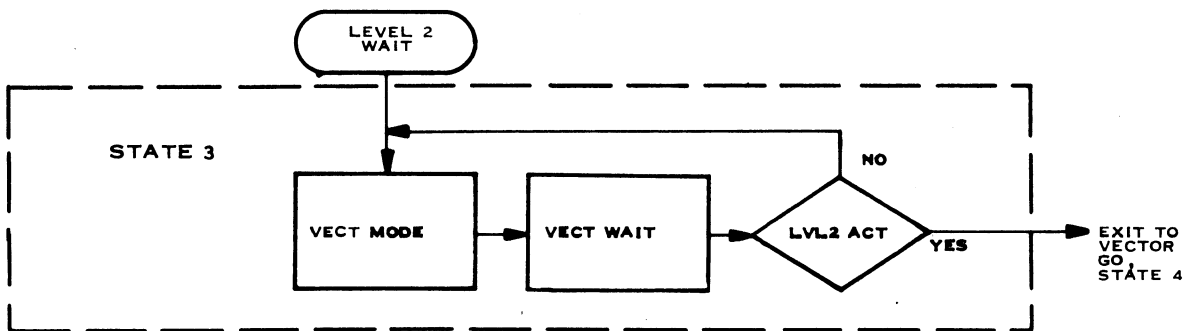 LEVEL 2
WAIT
STATE 3
NO
VECT MODE
VECT WAIT
LVL2 ACT
YES
EXIT TO
VECTOR
GO,
STATE 4